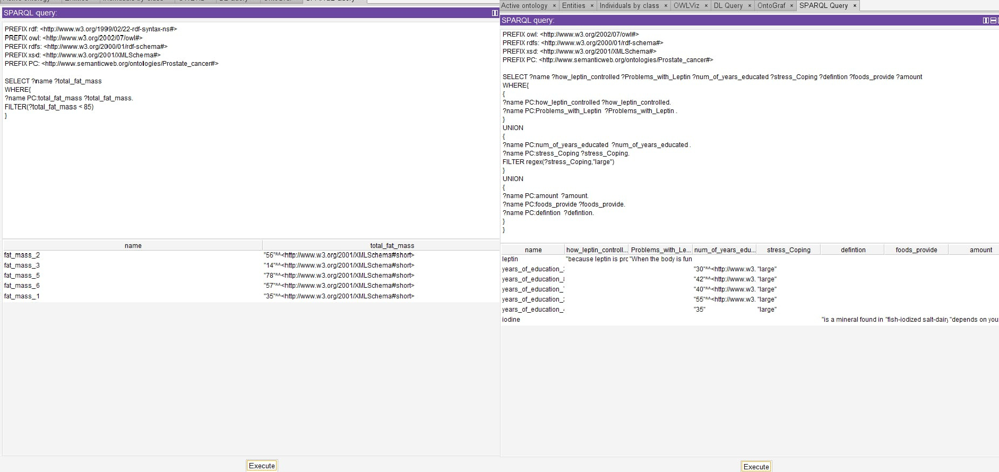 SPARQL query:
PREFIX rdf: <http://www.w3.org/1999/02/22-rdf-syntax-ns#>
PREFIX owl: <http://www.w3.org/2002/07/owl#>
PREFIX rdfs: <http://www.w3.org/2000/01/rdf-schema#>
PREFIX xsd: <http://www.w3.org/2001/XMLSchema#>
PREFIX PC: <http://www.semanticweb.org/ontologies/Prostate_cancer#>
SELECT ?name ?total_fat_mass
WHERE{
?name PC:total_fat_mass ?total_fat_mass.
FILTER(?total_fat_mass < 85)
}
name total_fat_mass
fat_mass_2 "56"^^<http://www.w3.org/2001/XMLSchema#short>
fat_mass_3 "14"^^<http://www.w3.org/2001/XMLSchema#short>
fat_mass_5 "78"^^<http://www.w3.org/2001/XMLSchema#short>
fat_mass_6 "57"^^<http://www.w3.org/2001/XMLSchema#short>
fat_mass_1 "35"^^<http://www.w3.org/2001/XMLSchema#short>
Execute
Active ontology × Entities × Individuals by class × OWLViz × DL Query × OntoGraf × SPARQL Query ×
SPARQL query:
PREFIX owl: <http://www.w3.org/2002/07/owl#>
PREFIX rdfs: <http://www.w3.org/2000/01/rdf-schema#>
PREFIX xsd: <http://www.w3.org/2001/XMLSchema#>
PREFIX PC: <http://www.semanticweb.org/ontologies/Prostate_cancer#>
SELECT ?name ?how_leptin_controlled ?Problems_with_Leptin ?num_of_years_educated ?stress_Coping ?defintion ?foods_provide ?amount
WHERE{
{
?name PC:how_leptin_controlled ?how_leptin_controlled.
?name PC:Problems_with_Leptin ?Problems_with_Leptin .
}
UNION
{
?name PC:num_of_years_educated ?num_of_years_educated .
?name PC:stress_Coping ?stress_Coping.
FILTER regex(?stress_Coping,"large")
}
UNION
{
?name PC:amount ?amount.
?name PC:foods_provide ?foods_provide.
?name PC:defintion ?defintion.
}
}
name how_leptin_controll... Problems_with_Le... num_of_years_edu... stress_Coping defintion foods_provide amount
leptin "because leptin is prc "When the body is fun
years_of_education_ "30"^^<http://www.w3. "large"
years_of_education_ "42"^^<http://www.w3. "large"
years_of_education_ "40"^^<http://www.w3. "large"
years_of_education_ "55"^^<http://www.w3. "large"
years_of_education_ "35" "large"
iodine "is a mineral found in "fish-iodized salt-dairy "depends on you
Execute